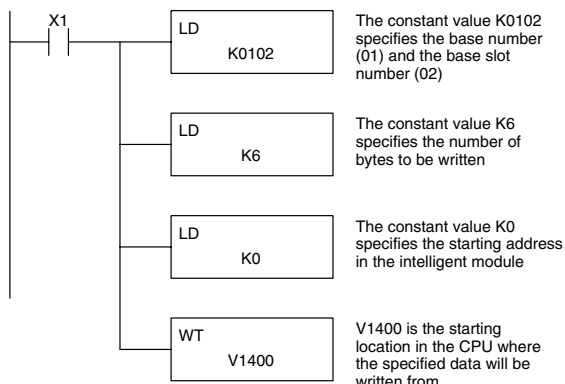 X1
LD
K0102
The constant value K0102
specifies the base number
(01) and the base slot
number (02)
LD
K6
The constant value K6
specifies the number of
bytes to be written
LD
K0
The constant value K0
specifies the starting address
in the intelligent module
WT
V1400
V1400 is the starting
location in the CPU where
the specified data will be
written from